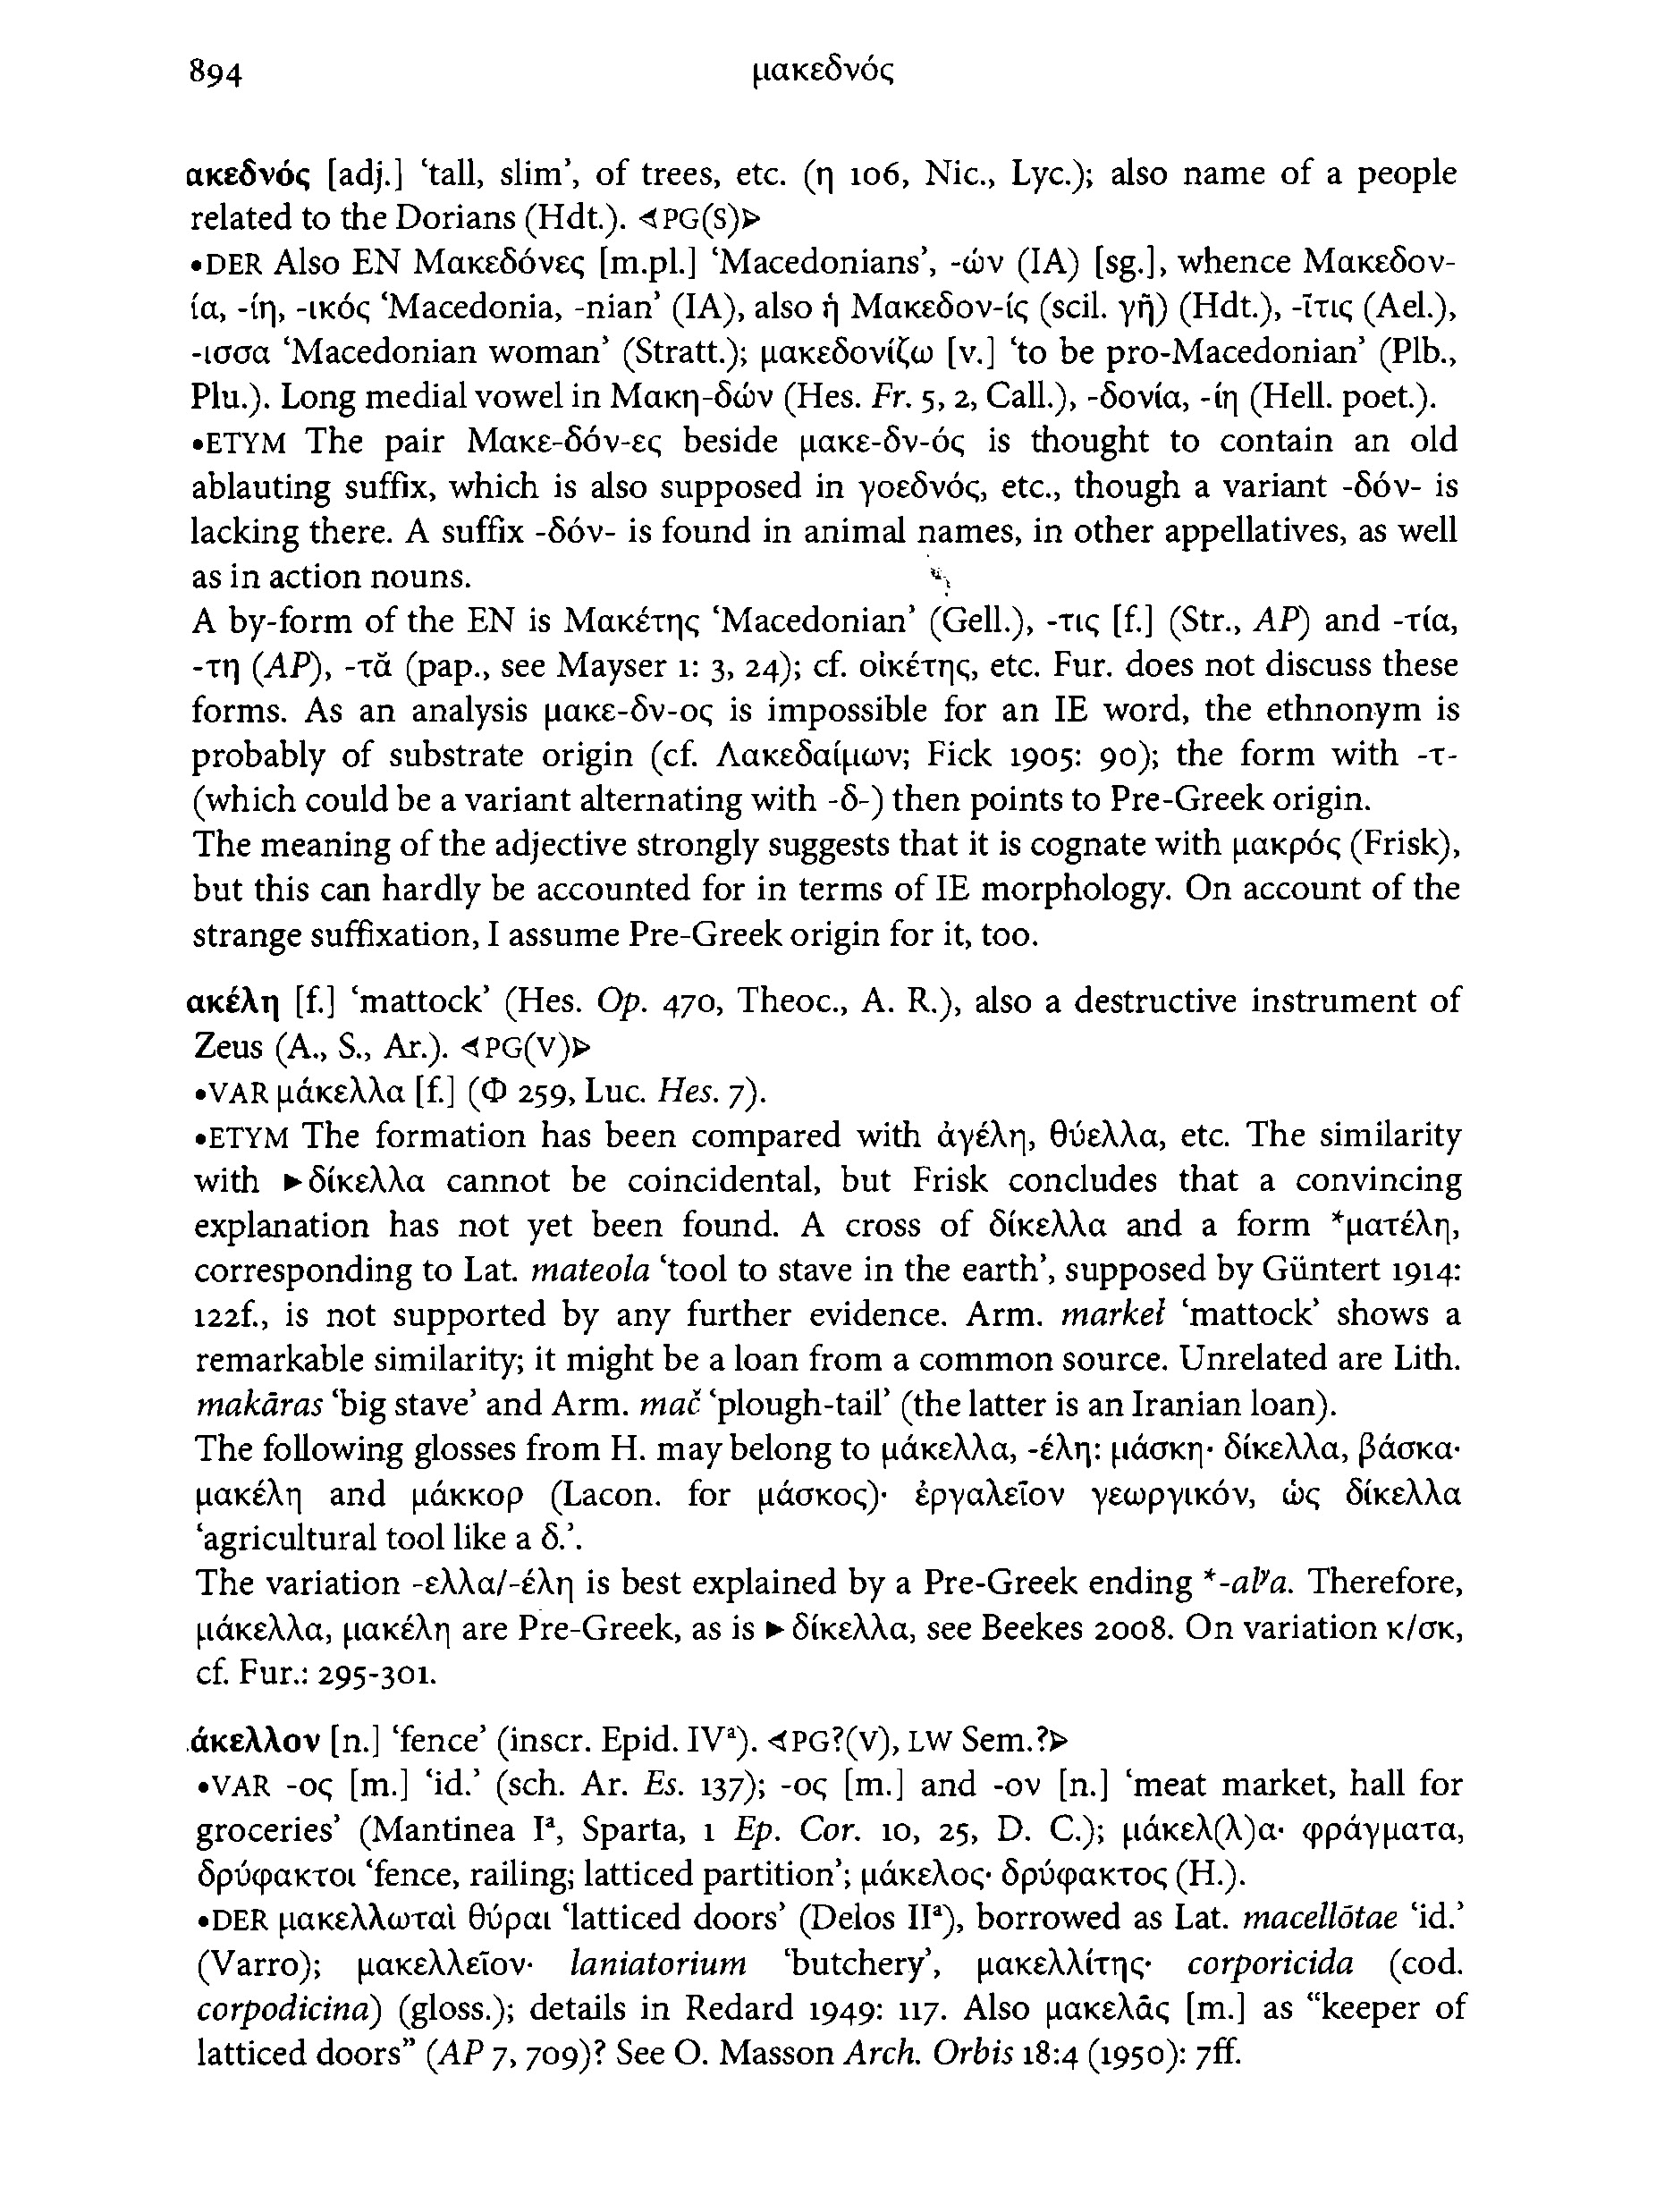 894 μακεδνός
ακεδνός [adj.] ‘tall, slim’, of trees, etc. (η 106, Nic., Lyc.); also name of a people
related to the Dorians (Hdt.). ⊲PG(S)⊳
•DER Also EN Μακεδόνες [m.pl.] ‘Macedonians’, -ών (IA) [sg.], whence Μακεδον-
ία, -ίη, -ικός ‘Macedonia, -nian’ (IA), also ἡ Μακεδον-ίς (scil. γῆ) (Hdt.), -ῖτις (Ael.),
-ισσα ‘Macedonian woman’ (Stratt.); μακεδονίζω [v.] ‘to be pro-Macedonian’ (Plb.,
Plu.). Long medial vowel in Μακη-δών (Hes. Fr. 5, 2, Call.), -δονία, -ίη (Hell. poet.).
•ETYM The pair Μακε-δόν-ες beside μακε-δν-ός is thought to contain an old
ablauting suffix, which is also supposed in γοεδνός, etc., though a variant -δόν- is
lacking there. A suffix -δόν- is found in animal names, in other appellatives, as well
as in action nouns.
A by-form of the EN is Μακέτης ‘Macedonian’ (Gell.), -τις [f.] (Str., AP) and -τία,
-τη (AP), -τᾰ (pap., see Mayser 1: 3, 24); cf. οἰκέτης, etc. Fur. does not discuss these
forms. As an analysis μακε-δν-ος is impossible for an IE word, the ethnonym is
probably of substrate origin (cf. Λακεδαίμων; Fick 1905: 90); the form with -τ-
(which could be a variant alternating with -δ-) then points to Pre-Greek origin.
The meaning of the adjective strongly suggests that it is cognate with μακρός (Frisk),
but this can hardly be accounted for in terms of IE morphology. On account of the
strange suffixation, I assume Pre-Greek origin for it, too.
ακέλη [f.] ‘mattock’ (Hes. Op. 470, Theoc., A. R.), also a destructive instrument of
Zeus (A., S., Ar.). ⊲PG(V)⊳
•VAR μάκελλα [f.] (Φ 259, Luc. Hes. 7).
•ETYM The formation has been compared with ἀγέλη, θύελλα, etc. The similarity
with ►δίκελλα cannot be coincidental, but Frisk concludes that a convincing
explanation has not yet been found. A cross of δίκελλα and a form *ματέλη,
corresponding to Lat. mateola ‘tool to stave in the earth’, supposed by Güntert 1914:
122f., is not supported by any further evidence. Arm. markeł ‘mattock’ shows a
remarkable similarity; it might be a loan from a common source. Unrelated are Lith.
makãras ‘big stave’ and Arm. mač ‘plough-tail’ (the latter is an Iranian loan).
The following glosses from H. may belong to μάκελλα, -έλη: μάσκη· δίκελλα, βάσκα·
μακέλη and μάκκορ (Lacon. for μάσκος)· ἐργαλεῖον γεωργικόν, ὡς δίκελλα
‘agricultural tool like a δ.’.
The variation -ελλα/-έλη is best explained by a Pre-Greek ending *-alʸa. Therefore,
μάκελλα, μακέλη are Pre-Greek, as is ►δίκελλα, see Beekes 2008. On variation κ/σκ,
cf. Fur.: 295-301.
άκελλον [n.] ‘fence’ (inscr. Epid. IVᵃ). ⊲PG?(V), LW Sem.?⊳
•VAR -ος [m.] ‘id.’ (sch. Ar. Es. 137); -ος [m.] and -ον [n.] ‘meat market, hall for
groceries’ (Mantinea Iᵃ, Sparta, 1 Ep. Cor. 10, 25, D. C.); μάκελ(λ)α· φράγματα,
δρύφακτοι ‘fence, railing; latticed partition’; μάκελος· δρύφακτος (H.).
•DER μακελλωταὶ θύραι ‘latticed doors’ (Delos IIᵃ), borrowed as Lat. macellōtae ‘id.’
(Varro); μακελλεῖον· laniatorium ‘butchery’, μακελλίτης· corporicida (cod.
corpodicina) (gloss.); details in Redard 1949: 117. Also μακελᾶς [m.] as “keeper of
latticed doors” (AP 7, 709)? See O. Masson Arch. Orbis 18:4 (1950): 7ff.